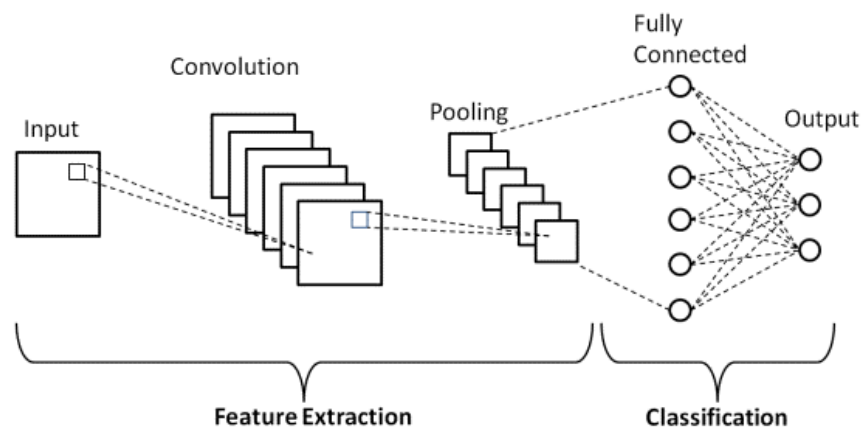 Input
Convolution
Pooling
Fully
Connected
Output
Feature Extraction
Classification